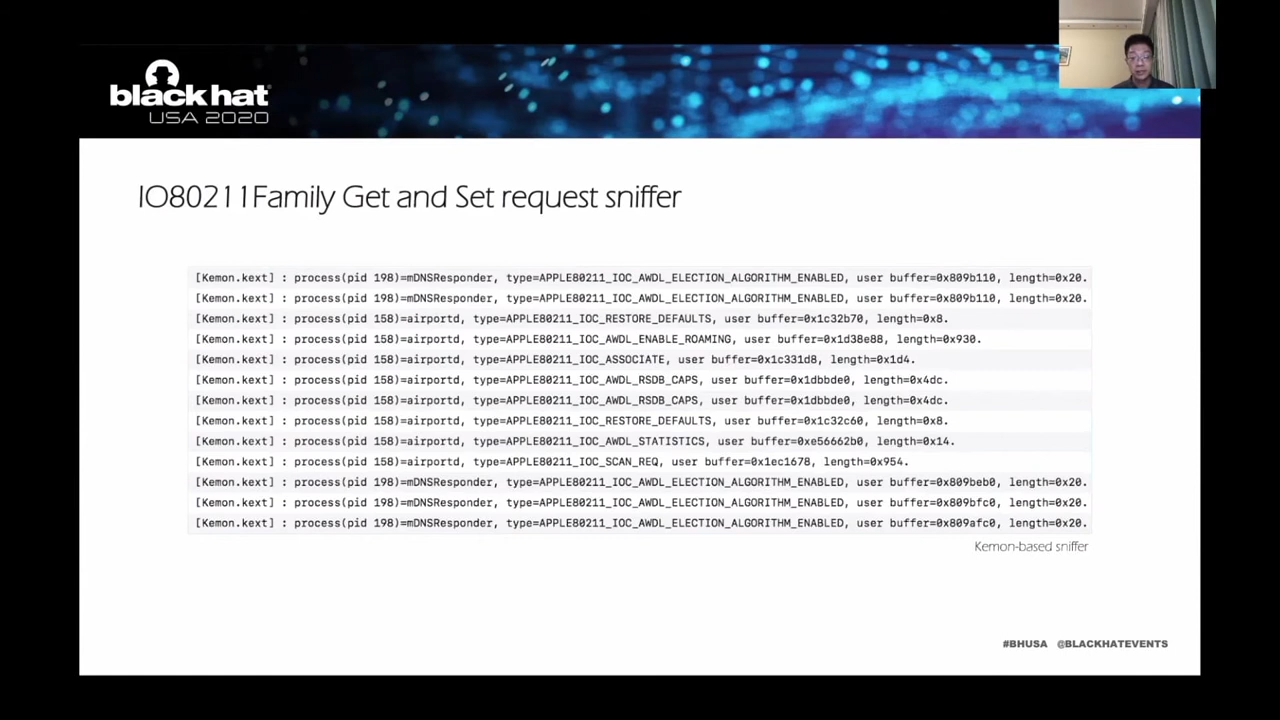 black hat
USA 2020
IO80211Family Get and Set request sniffer
[Kemon.kext] : process(pid 198)=mDNSResponder, type=APPLE80211_IOC_AWDL_ELECTION_ALGORITHM_ENABLED, user buffer=0x809b110, length=0x20.
[Kemon.kext] : process(pid 198)=mDNSResponder, type=APPLE80211_IOC_AWDL_ELECTION_ALGORITHM_ENABLED, user buffer=0x809b110, length=0x20.
[Kemon.kext] : process(pid 158)=airportd, type=APPLE80211_IOC_RESTORE_DEFAULTS, user buffer=0x1c32b70, length=0x8.
[Kemon.kext] : process(pid 158)=airportd, type=APPLE80211_IOC_AWDL_ENABLE_ROAMING, user buffer=0x1d38e88, length=0x930.
[Kemon.kext] : process(pid 158)=airportd, type=APPLE80211_IOC_ASSOCIATE, user buffer=0x1c331d8, length=0x1d4.
[Kemon.kext] : process(pid 158)=airportd, type=APPLE80211_IOC_AWDL_RSDB_CAPS, user buffer=0x1dbbde0, length=0x4dc.
[Kemon.kext] : process(pid 158)=airportd, type=APPLE80211_IOC_AWDL_RSDB_CAPS, user buffer=0x1dbbde0, length=0x4dc.
[Kemon.kext] : process(pid 158)=airportd, type=APPLE80211_IOC_RESTORE_DEFAULTS, user buffer=0x1c32c60, length=0x8.
[Kemon.kext] : process(pid 158)=airportd, type=APPLE80211_IOC_AWDL_STATISTICS, user buffer=0xe56662b0, length=0x14.
[Kemon.kext] : process(pid 158)=airportd, type=APPLE80211_IOC_SCAN_REQ, user buffer=0x1ec1678, length=0x954.
[Kemon.kext] : process(pid 198)=mDNSResponder, type=APPLE80211_IOC_AWDL_ELECTION_ALGORITHM_ENABLED, user buffer=0x809beb0, length=0x20.
[Kemon.kext] : process(pid 198)=mDNSResponder, type=APPLE80211_IOC_AWDL_ELECTION_ALGORITHM_ENABLED, user buffer=0x809bfc0, length=0x20.
[Kemon.kext] : process(pid 198)=mDNSResponder, type=APPLE80211_IOC_AWDL_ELECTION_ALGORITHM_ENABLED, user buffer=0x809afc0, length=0x20.
Kemon-based sniffer
#BHUSA @BLACKHATEVENTS